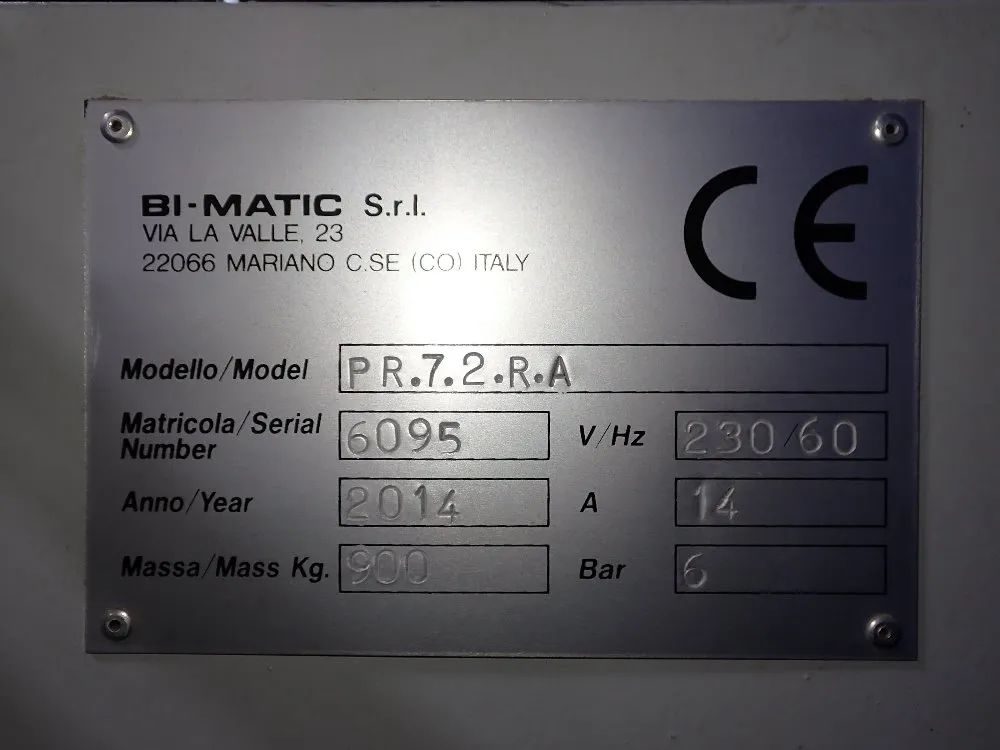 BI-MATIC S.r.l.
VIA LA VALLE, 23
22066 MARIANO C.SE (CO) ITALY
CE
Modello/Model PR.7.2.R.A
Matricola/Serial
Number 6095 V/Hz 230/60
Anno/Year 2014 A 14
Massa/Mass Kg. 900 Bar 6